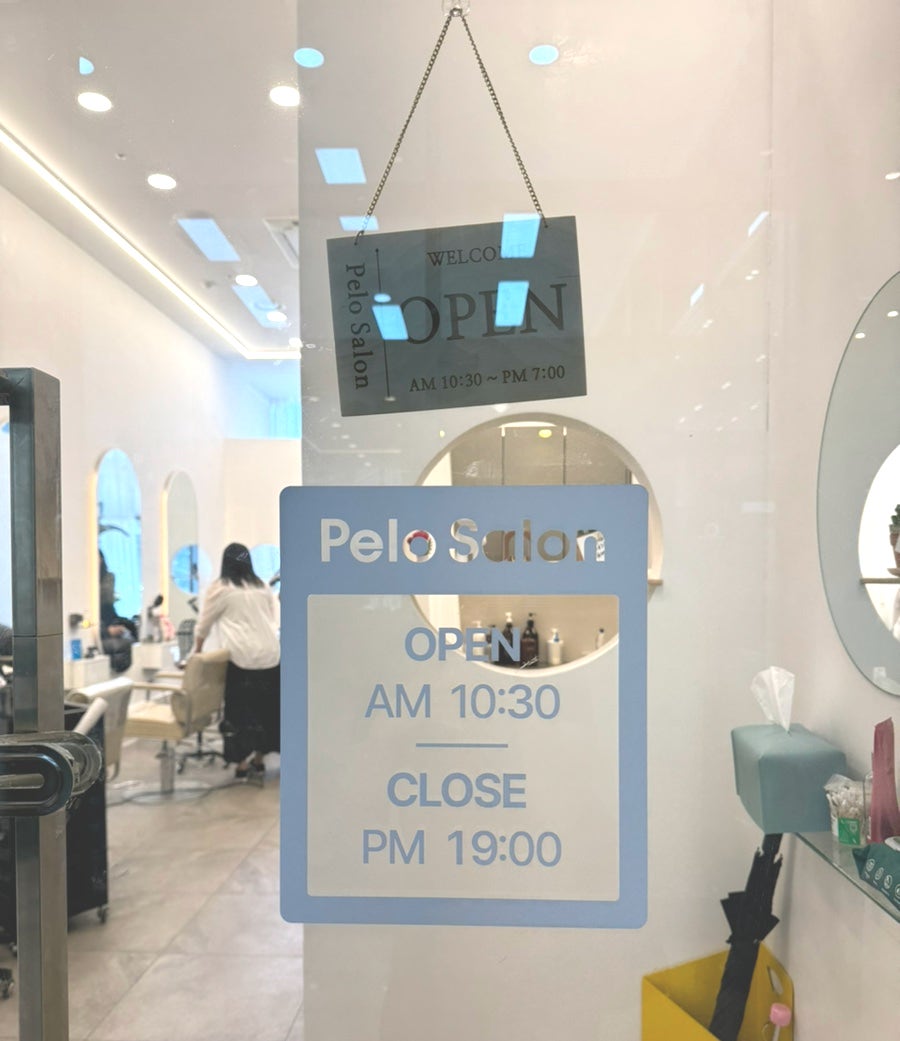 WELCOME
OPEN
AM 10:30 ~ PM 7:00
Pelo Salon
Pelo Salon
OPEN
AM 10:30
CLOSE
PM 19:00